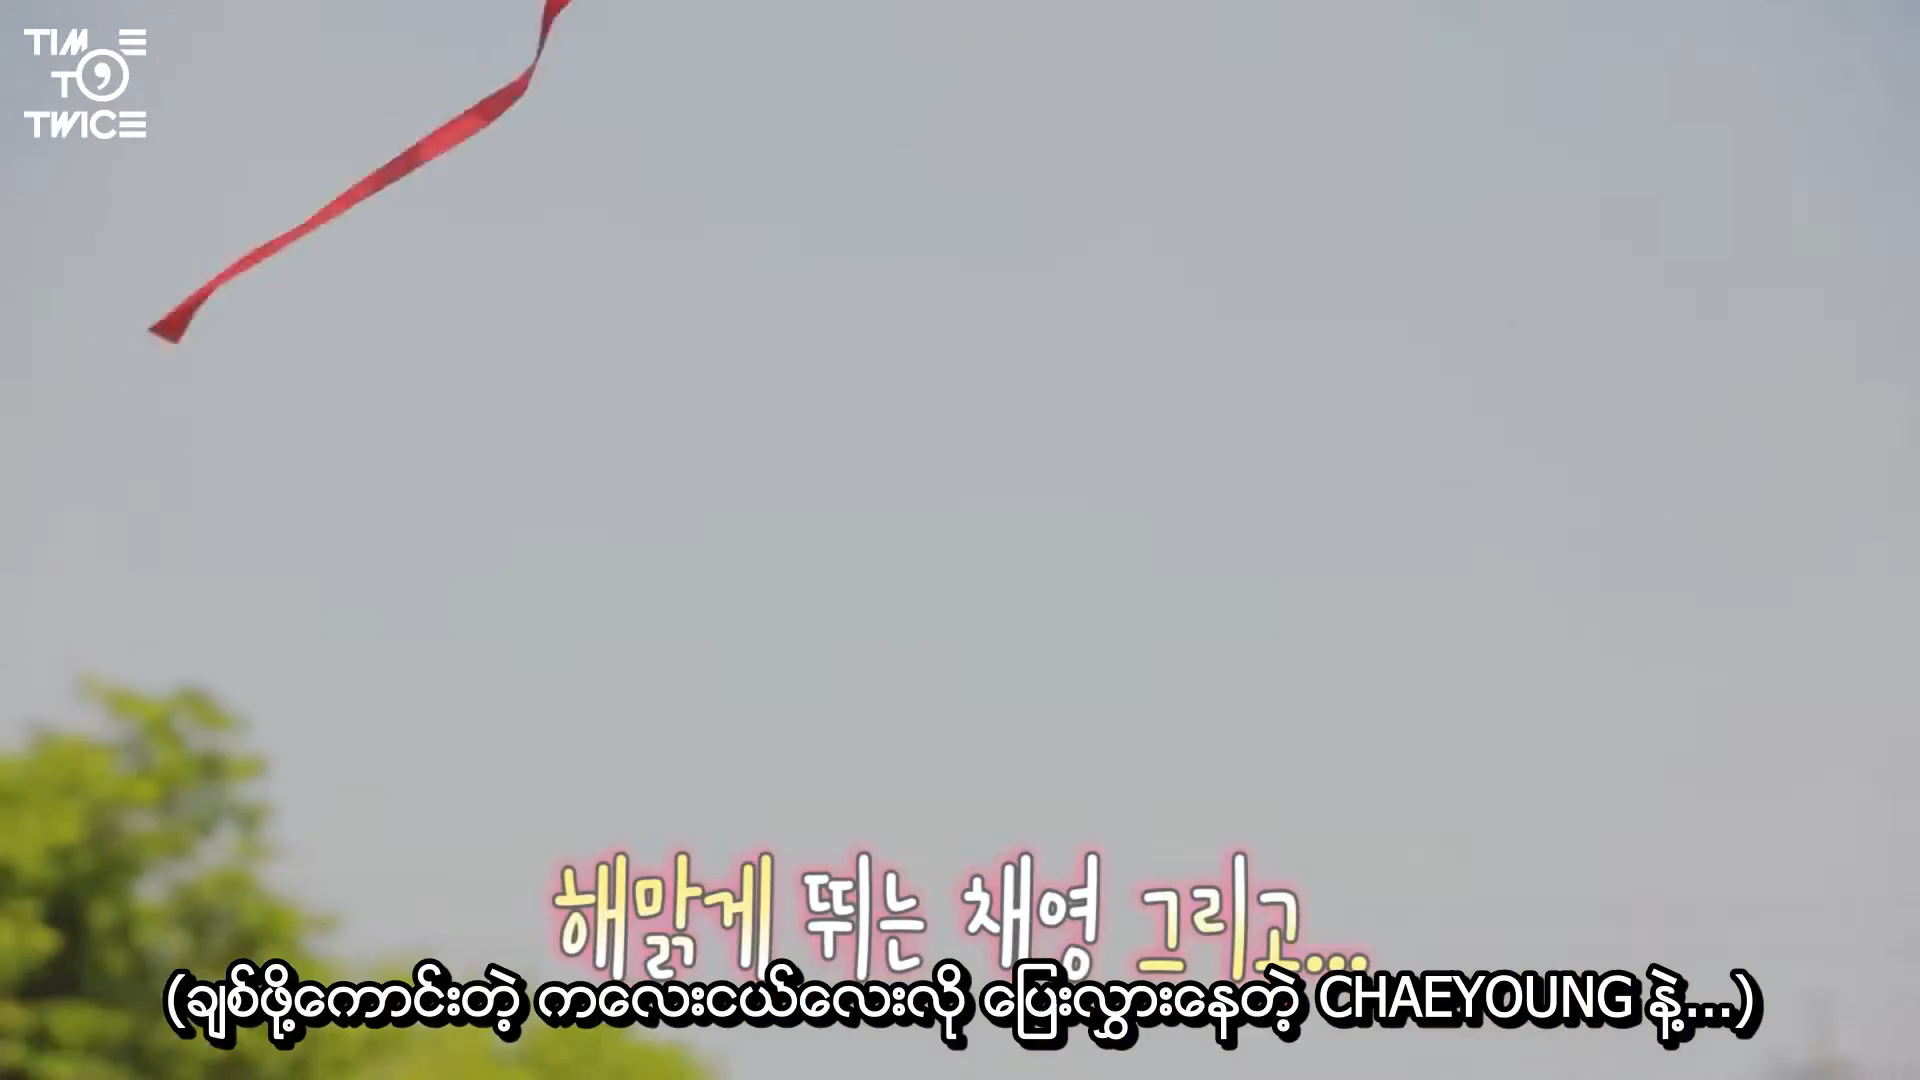 TIME
TO
TWICE
해맑게 뛰는 채영 그리고...
(ချစ်ဖို့ကောင်းတဲ့ ကလေးငယ်လေးလို ပြေးလွှားနေတဲ့ CHAEYOUNG နဲ့...)